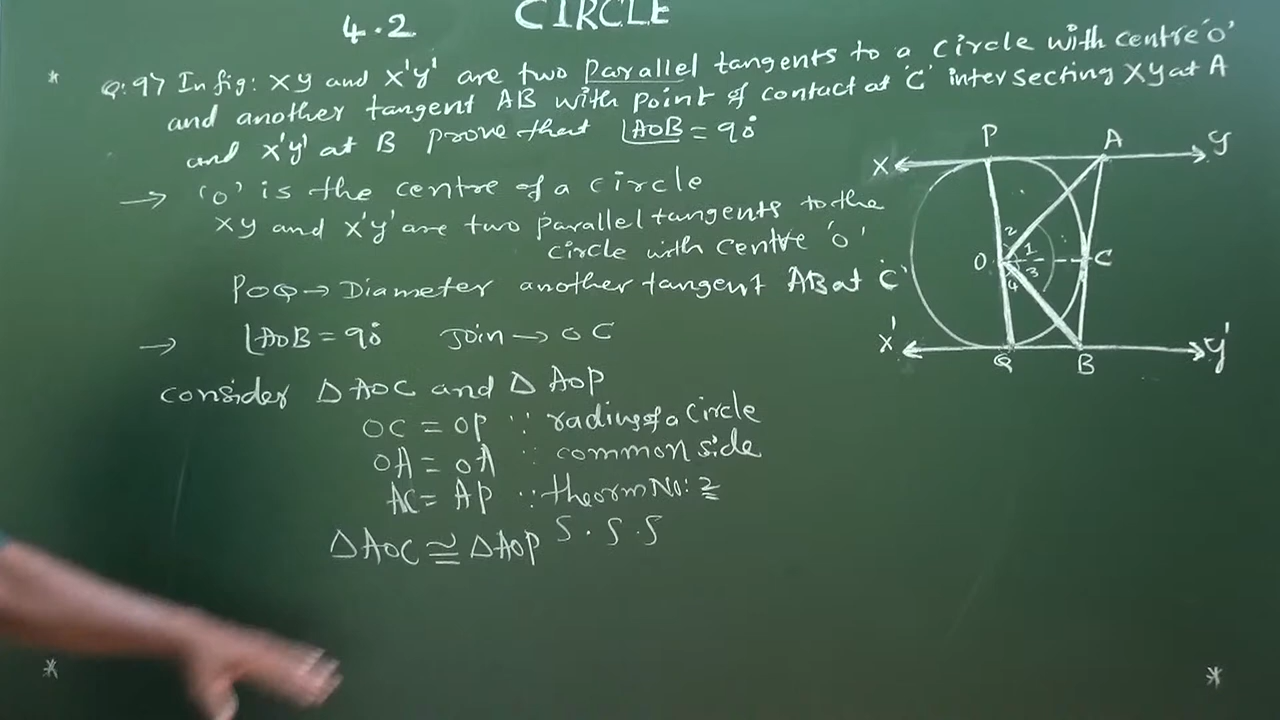 4.2 CIRCLE
* Q:97 In fig: XY and X'Y' are two parallel tangents to a circle with centre 'O'
and another tangent AB with point of contact at 'C' intersecting XY at A
and X'Y' at B prove that ∠AOB = 90°
→ 'O' is the centre of a circle
XY and X'Y' are two parallel tangents to the
circle with centre 'O'
POQ → Diameter another tangent AB at 'C'
→ ∠AOB = 90° Join → OC
consider Δ AOC and Δ AOP
OC = OP ∵ radius of a circle
OA = OA ∵ common side
AC = AP ∵ theorm No: 2
ΔAOC ≅ ΔAOP S.S.S
P A
X Y
2
O 1 C
3
4
X' Y'
Q B
* *